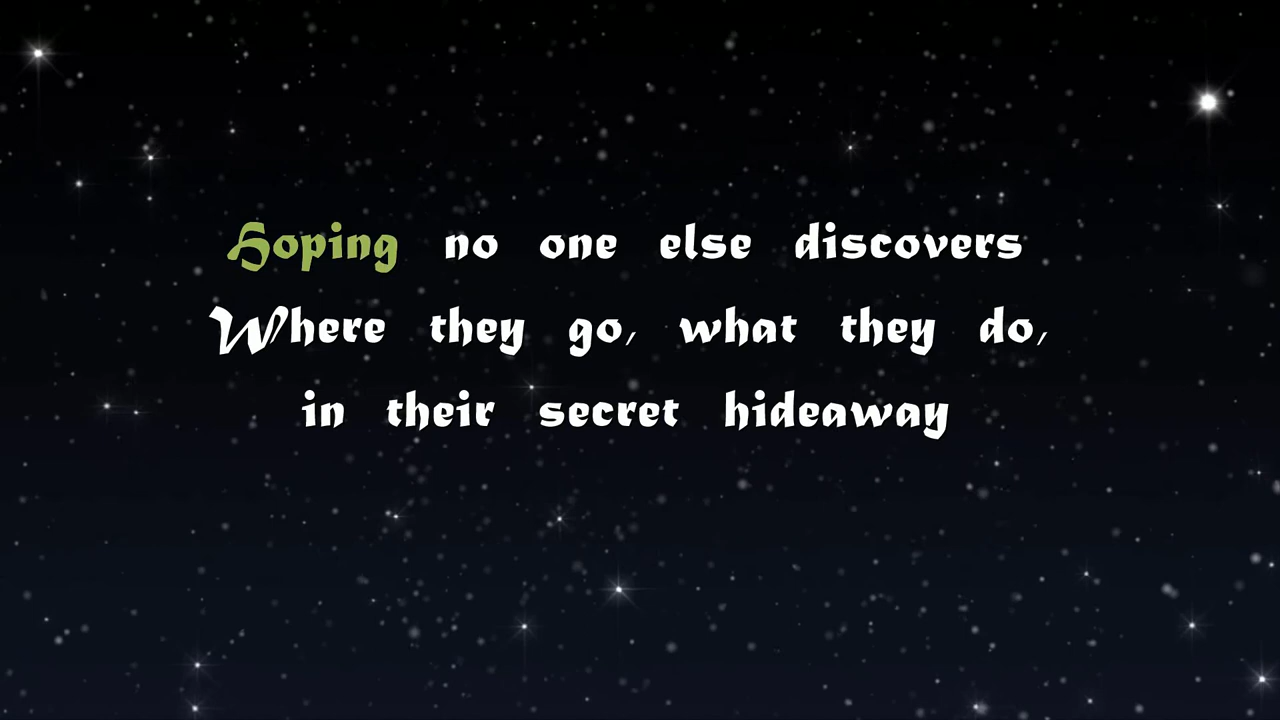 Hoping no one else discovers
Where they go, what they do,
in their secret hideaway